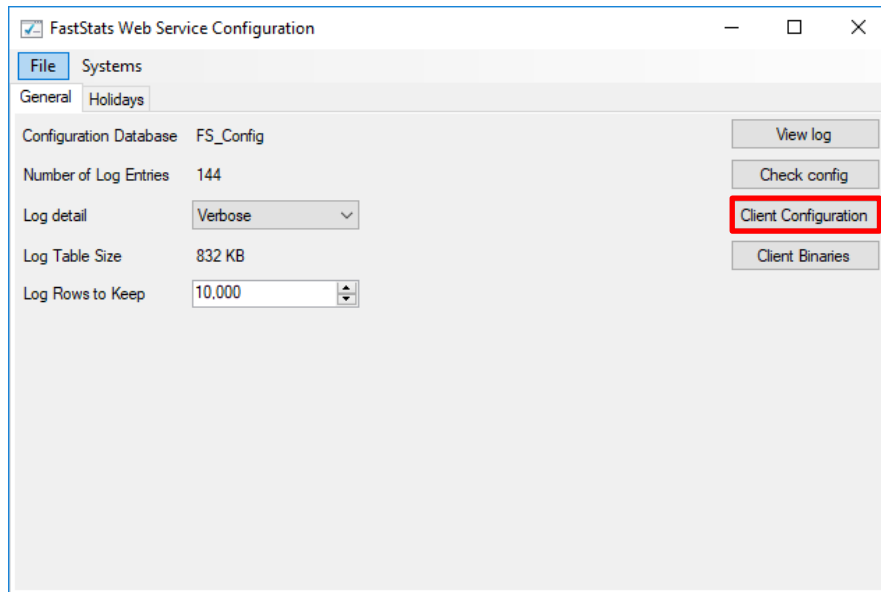 FastStats Web Service Configuration
File Systems
General Holidays
Configuration Database FS_Config View log
Number of Log Entries 144 Check config
Log detail Verbose Client Configuration
Log Table Size 832 KB Client Binaries
Log Rows to Keep 10,000